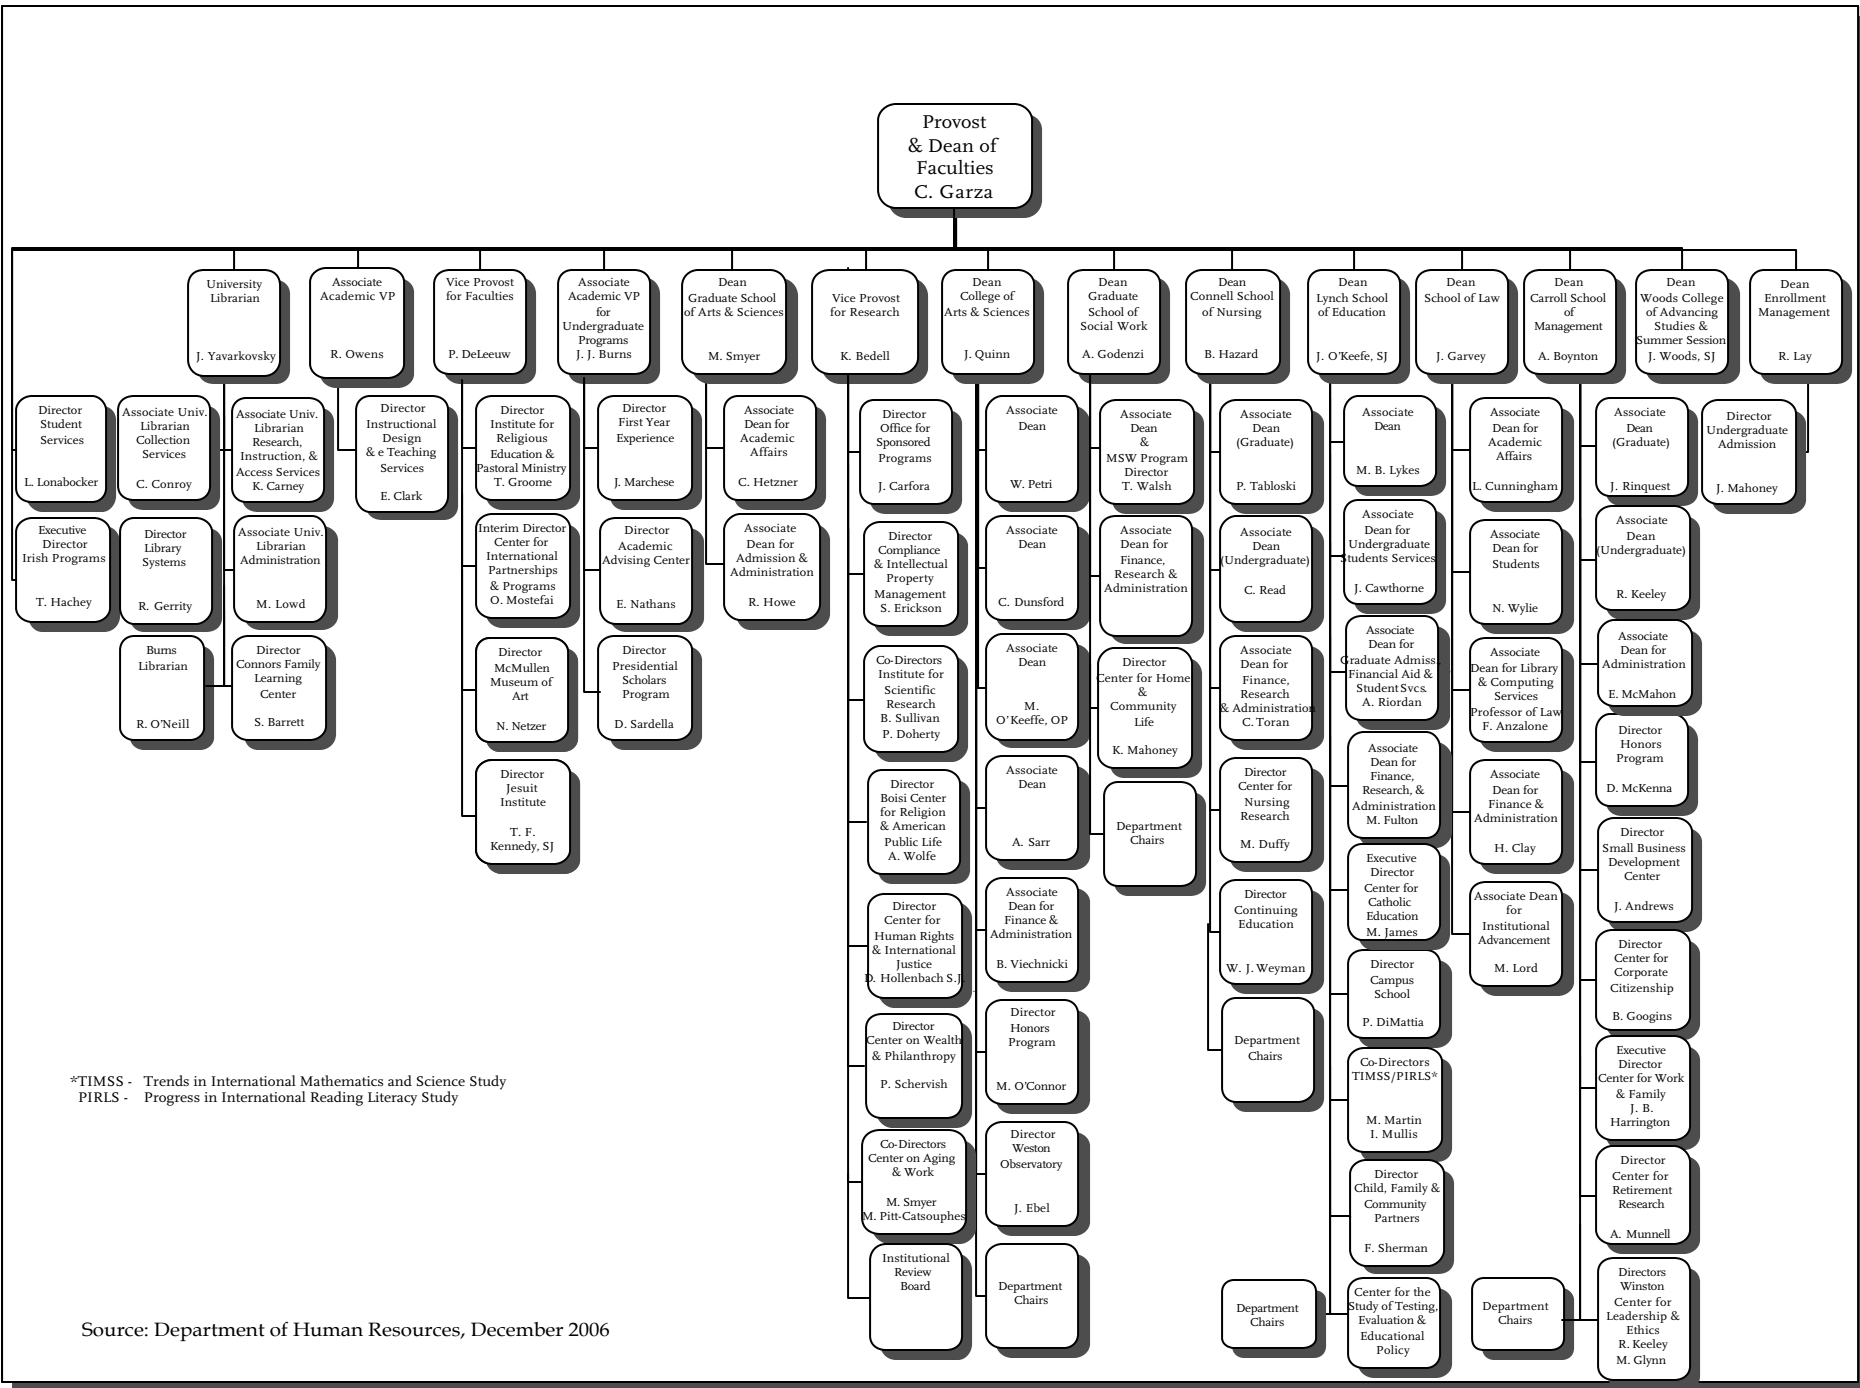 Provost
& Dean of
Faculties
C. Garza
University
Librarian
J. Yavarkovsky
Associate
Academic VP
R. Owens
Vice Provost
for Faculties
P. DeLeeuw
Associate
Academic VP
for
Undergraduate
Programs
J. J. Burns
Dean
Graduate School
of Arts & Sciences
M. Smyer
Vice Provost
for Research
K. Bedell
Dean
College of
Arts & Sciences
J. Quinn
Dean
Graduate
School of
Social Work
A. Godenzi
Dean
Connell School
of Nursing
B. Hazard
Dean
Lynch School
of Education
J. O'Keefe, SJ
Dean
School of Law
J. Garvey
Dean
Carroll School
of
Management
A. Boynton
Dean
Woods College
of Advancing
Studies &
Summer Session
J. Woods, SJ
Dean
Enrollment
Management
R. Lay
Director
Student
Services
L. Lonabocker
Executive
Director
Irish Programs
T. Hachey
Associate Univ.
Librarian
Collection
Services
C. Conroy
Director
Library
Systems
R. Gerrity
Burns
Librarian
R. O'Neill
Associate Univ.
Librarian
Research,
Instruction, &
Access Services
K. Carney
Associate Univ.
Librarian
Administration
M. Lowd
Director
Connors Family
Learning
Center
S. Barrett
Director
Instructional
Design
& e Teaching
Services
E. Clark
Director
Institute for
Religious
Education &
Pastoral Ministry
T. Groome
Interim Director
Center for
International
Partnerships
& Programs
O. Mostefai
Director
McMullen
Museum of
Art
N. Netzer
Director
Jesuit
Institute
T. F.
Kennedy, SJ
Director
First Year
Experience
J. Marchese
Director
Academic
Advising Center
E. Nathans
Director
Presidential
Scholars
Program
D. Sardella
Associate
Dean for
Academic
Affairs
C. Hetzner
Associate
Dean for
Admission &
Administration
R. Howe
Director
Office for
Sponsored
Programs
J. Carfora
Director
Compliance
& Intellectual
Property
Management
S. Erickson
Co-Directors
Institute for
Scientific
Research
B. Sullivan
P. Doherty
Director
Boisi Center
for Religion
& American
Public Life
A. Wolfe
Director
Center for
Human Rights
& International
Justice
D. Hollenbach S.J.
Director
Center on Wealth
& Philanthropy
P. Schervish
Co-Directors
Center on Aging
& Work
M. Smyer
M. Pitt-Catsouphes
Institutional
Review
Board
Associate
Dean
W. Petri
Associate
Dean
C. Dunsford
Associate
Dean
M.
O'Keeffe, OP
Associate
Dean
A. Sarr
Associate
Dean for
Finance &
Administration
B. Viechnicki
Director
Honors
Program
M. O'Connor
Director
Weston
Observatory
J. Ebel
Department
Chairs
Associate
Dean
&
MSW Program
Director
T. Walsh
Associate
Dean for
Finance,
Research &
Administration
Director
Center for Home
&
Community
Life
K. Mahoney
Department
Chairs
Associate
Dean
(Graduate)
P. Tabloski
Associate
Dean
(Undergraduate)
C. Read
Associate
Dean for
Finance,
Research
& Administration
C. Toran
Director
Center for
Nursing
Research
M. Duffy
Director
Continuing
Education
W. J. Weyman
Department
Chairs
Associate
Dean
M. B. Lykes
Associate
Dean for
Undergraduate
Students Services
J. Cawthorne
Associate
Dean for
Graduate Admiss.
Financial Aid &
Student Svcs.
A. Riordan
Associate
Dean for
Finance,
Research, &
Administration
M. Fulton
Executive
Director
Center for
Catholic
Education
M. James
Director
Campus
School
P. DiMattia
Co-Directors
TIMSS/PIRLS*
M. Martin
I. Mullis
Director
Child, Family &
Community
Partners
F. Sherman
Department
Chairs
Center for the
Study of Testing,
Evaluation &
Educational
Policy
Associate
Dean for
Academic
Affairs
L. Cunningham
Associate
Dean for
Students
N. Wylie
Associate
Dean for Library
& Computing
Services
Professor of Law
F. Anzalone
Associate
Dean for
Finance &
Administration
H. Clay
Associate Dean
for
Institutional
Advancement
M. Lord
Associate
Dean
(Graduate)
J. Rinquest
Associate
Dean
(Undergraduate)
R. Keeley
Associate
Dean for
Administration
E. McMahon
Director
Honors
Program
D. McKenna
Director
Small Business
Development
Center
J. Andrews
Director
Center for
Corporate
Citizenship
B. Googins
Executive
Director
Center for Work
& Family
J. B.
Harrington
Director
Center for
Retirement
Research
A. Munnell
Department
Chairs
Directors
Winston
Center for
Leadership &
Ethics
R. Keeley
M. Glynn
Director
Undergraduate
Admission
J. Mahoney
*TIMSS - Trends in International Mathematics and Science Study
PIRLS - Progress in International Reading Literacy Study
Source: Department of Human Resources, December 2006